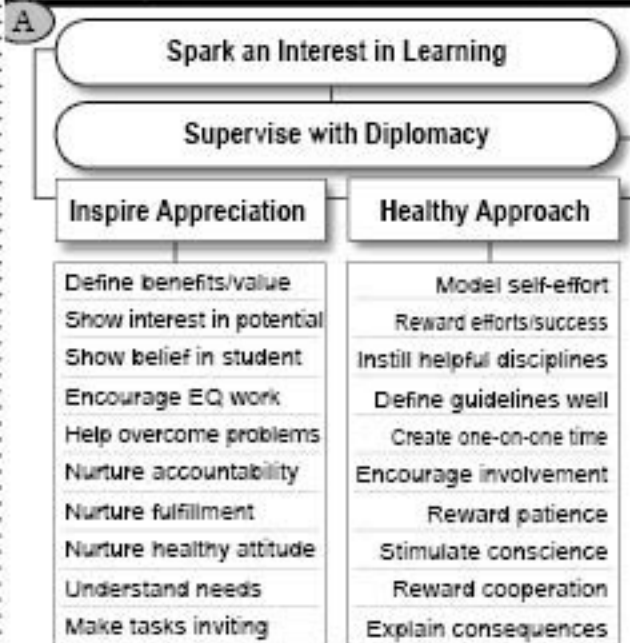 A
Spark an Interest in Learning
Supervise with Diplomacy
Inspire Appreciation
Define benefits/value
Show interest in potential
Show belief in student
Encourage EQ work
Help overcome problems
Nurture accountability
Nurture fulfillment
Nurture healthy attitude
Understand needs
Make tasks inviting
Healthy Approach
Model self-effort
Reward efforts/success
Instill helpful disciplines
Define guidelines well
Create one-on-one time
Encourage involvement
Reward patience
Stimulate conscience
Reward cooperation
Explain consequences